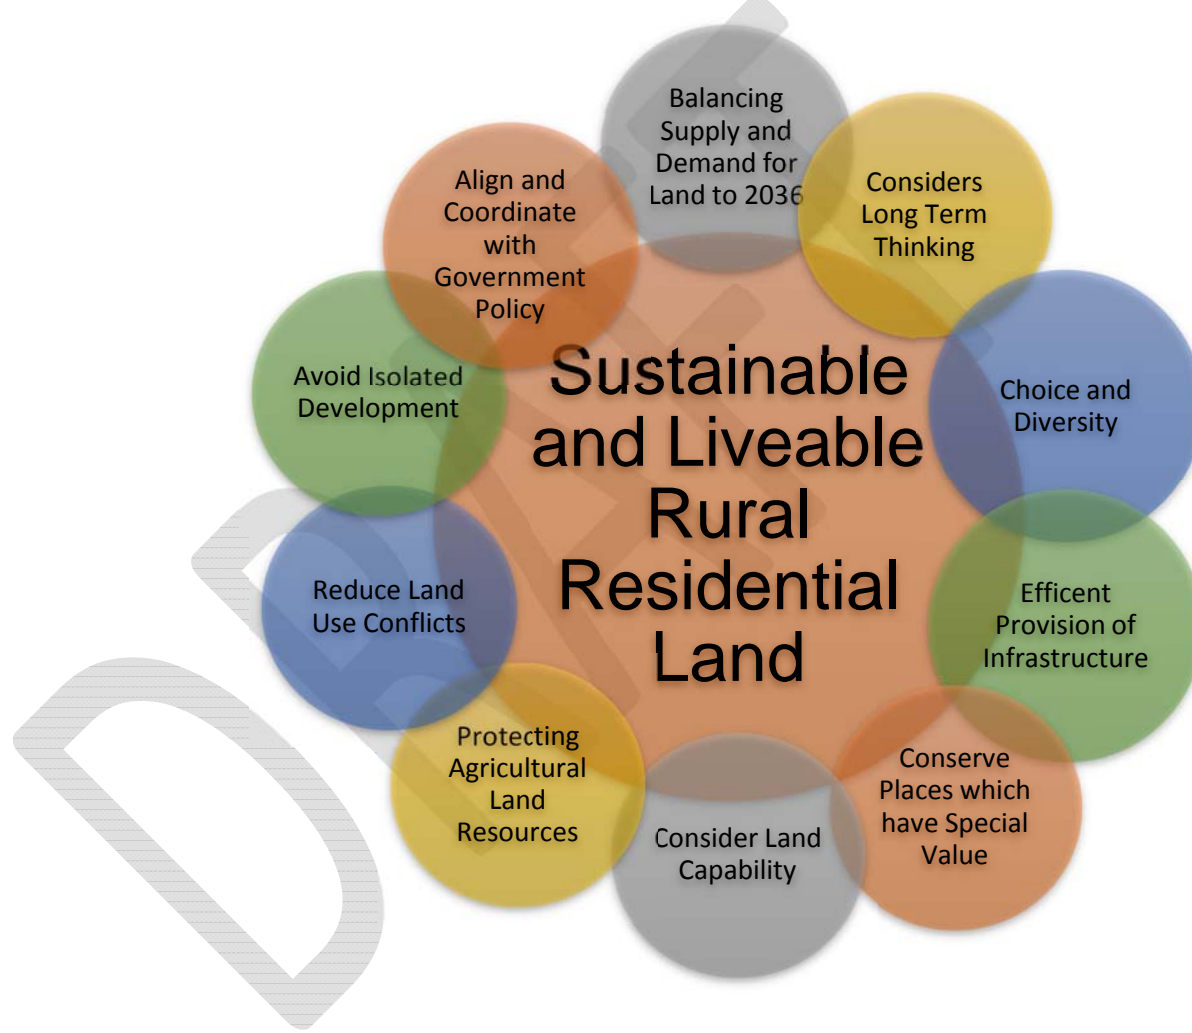 Balancing
Supply and
Demand for
Land to 2036
Considers
Long Term
Thinking
Choice and
Diversity
Efficent
Provision of
Infrastructure
Conserve
Places which
have Special
Value
Consider Land
Capability
Protecting
Agricultural
Land
Resources
Reduce Land
Use Conflicts
Avoid Isolated
Development
Align and
Coordinate
with
Government
Policy
Sustainable
and Liveable
Rural
Residential
Land
DRAFT